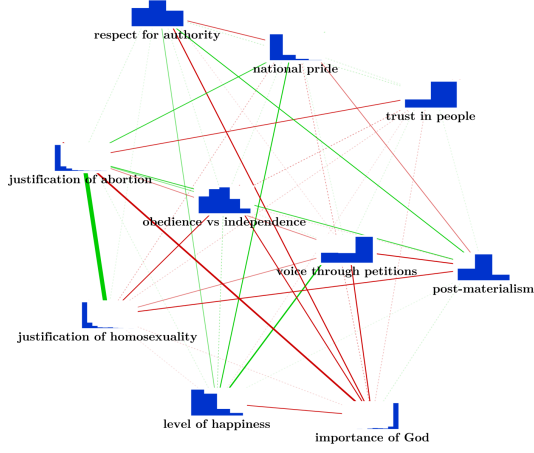 respect for authority
national pride
trust in people
justification of abortion
obedience vs independence
voice through petitions
post-materialism
justification of homosexuality
level of happiness
importance of God